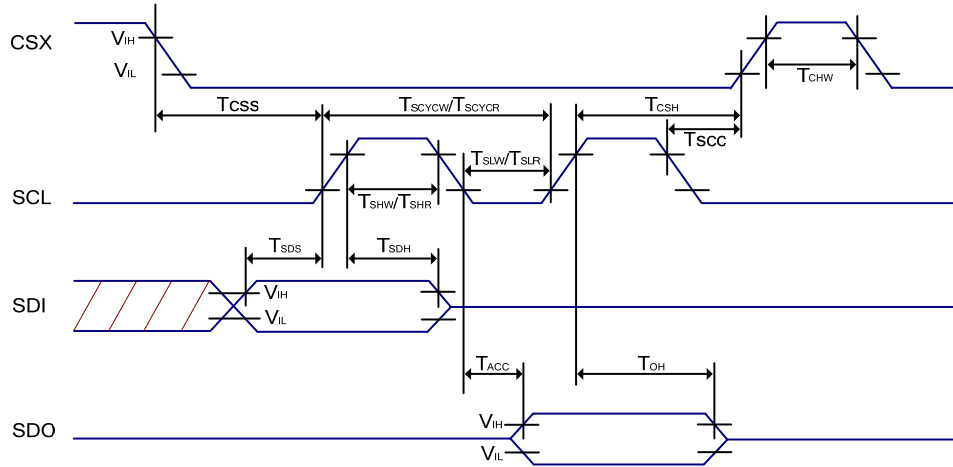 CSX
VIH
VIL
TCHW
TCSS
TSCYCW/TSCYCR
TCSH
TSCC
TSLW/TSLR
SCL
TSHW/TSHR
TSDS
TSDH
SDI
VIH
VIL
TACC
TOH
VIH
SDO
VIL